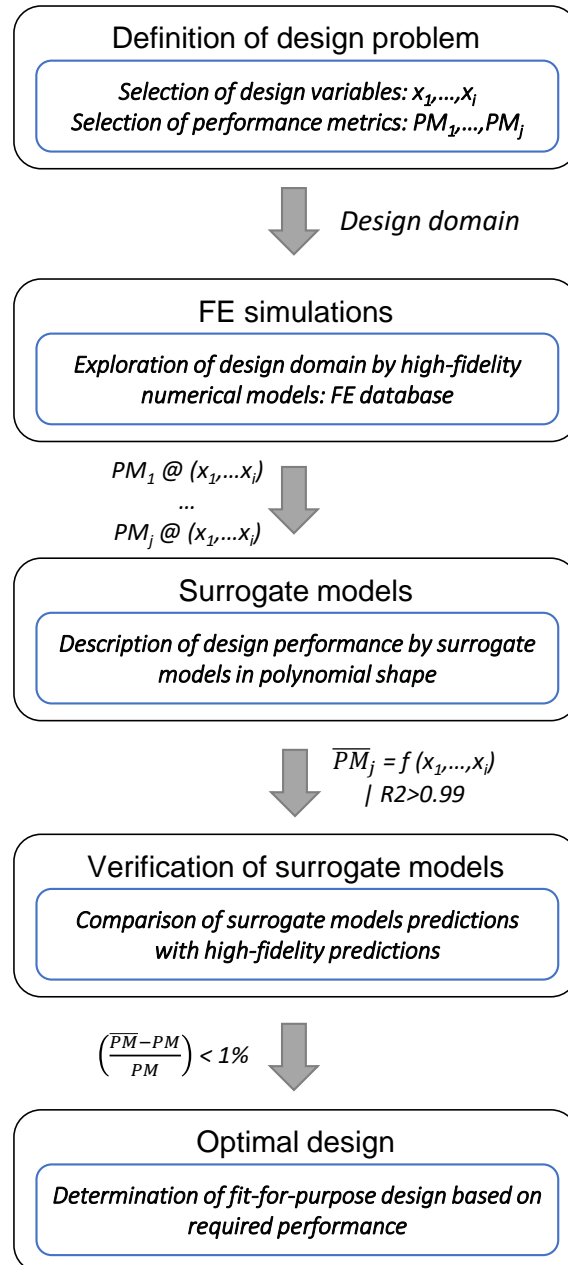 Definition of design problem
Selection of design variables: x₁,...,xᵢ
Selection of performance metrics: PM₁,...,PMⱼ
Design domain
FE simulations
Exploration of design domain by high-fidelity
numerical models: FE database
PM₁ @ (x₁,...xᵢ)
...
PMⱼ @ (x₁,...xᵢ)
Surrogate models
Description of design performance by surrogate
models in polynomial shape
P̅M̅ⱼ = f (x₁,...,xᵢ)
| R2>0.99
Verification of surrogate models
Comparison of surrogate models predictions
with high-fidelity predictions
(P̅M̅−PM / PM) < 1%
Optimal design
Determination of fit-for-purpose design based on
required performance